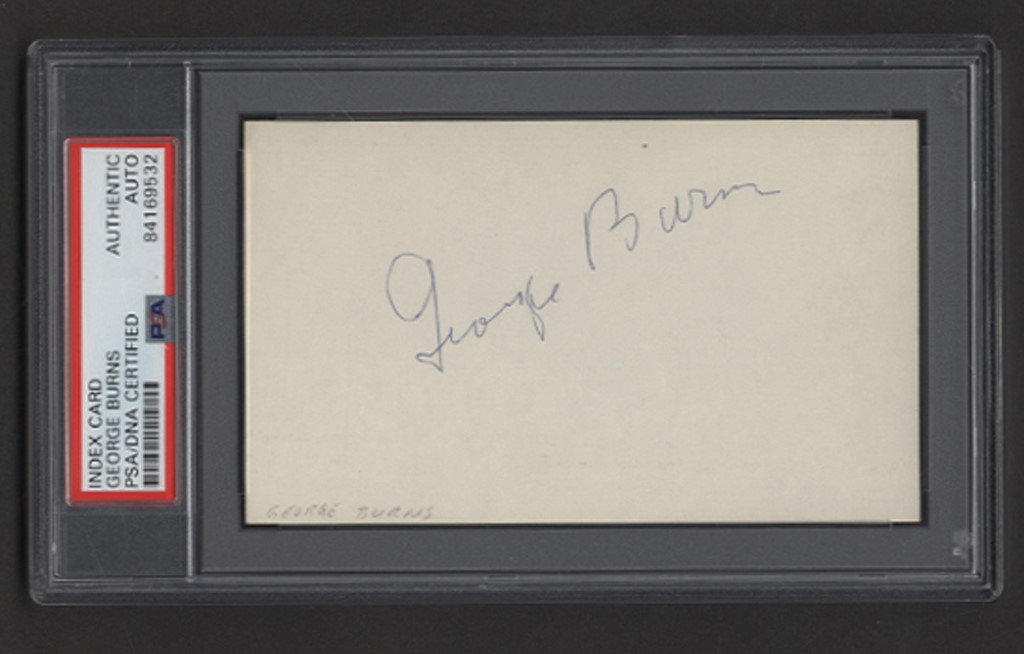 INDEX CARD
GEORGE BURNS
PSA/DNA CERTIFIED
AUTHENTIC
AUTO
84169532
PSA
George Burns
GEORGE BURNS